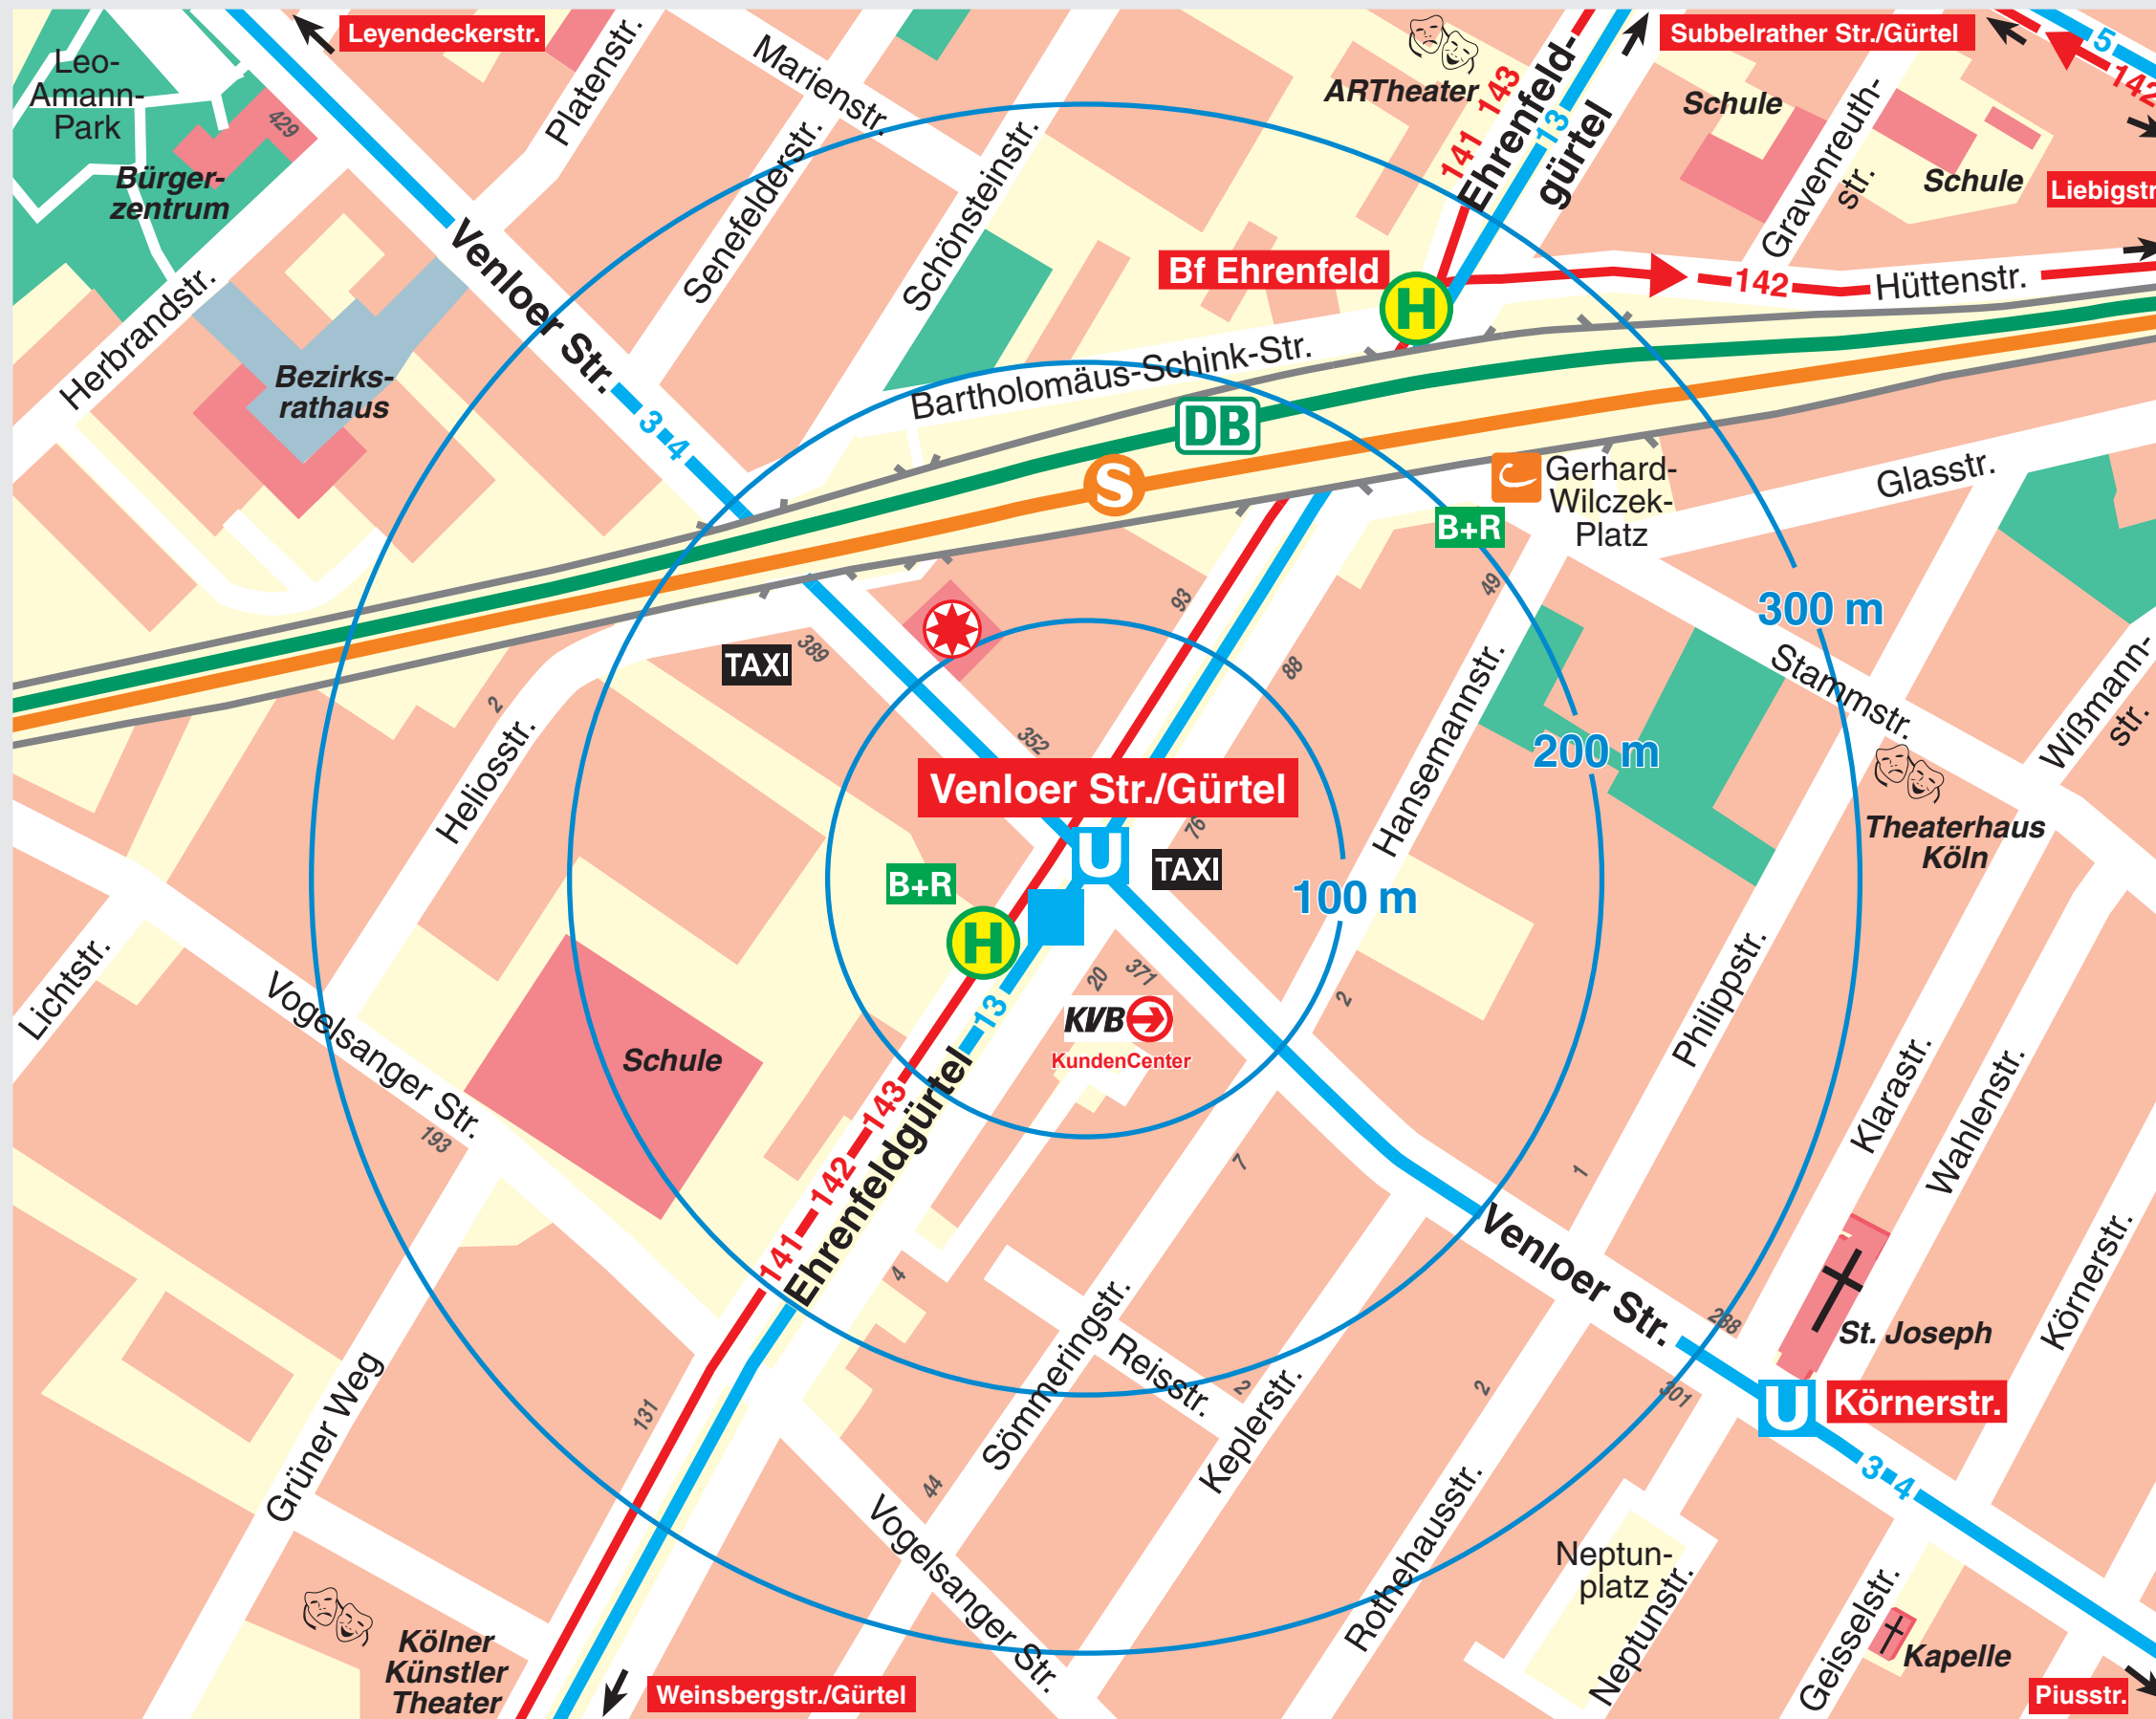 Leyendeckerstr.
Subbelrather Str./Gürtel
5
142
Leo-
Amann-
Park
429
Platenstr.
Marienstr.
ARTheater
141 143
Ehrenfeld-
gürtel
13
Schule
Gravenreuth-
str.
Schule
Liebigstr
Bürger-
zentrum
Senefelderstr.
Schönsteinstr.
Venloer Str.
Bf Ehrenfeld
H
142
Hüttenstr.
Herbrandstr.
Bezirks-
rathaus
3 4
Bartholomäus-Schink-Str.
DB
S
Gerhard-
Wilczek-
Platz
B+R
Glasstr.
49
93
88
300 m
TAXI
389
352
2
Heliosstr.
Hansemannstr.
200 m
Stammstr.
Wißmann-
str.
Venloer Str./Gürtel
76
U
TAXI
B+R
H
100 m
Theaterhaus
Köln
Lichtstr.
Vogelsanger Str.
193
Schule
13
20
371
KVB
KundenCenter
2
Philippstr.
Klarastr.
Wahlenstr.
Körnerstr.
141 142 143
Ehrenfeldgürtel
7
1
4
Venloer Str.
288
301
St. Joseph
U
Körnerstr.
3 4
Grüner Weg
131
Sömmeringstr.
Reisstr.
2
Keplerstr.
2
44
Vogelsanger Str.
Rothehausstr.
Neptun-
platz
Neptunstr.
Geisselstr.
Kapelle
Kölner
Künstler
Theater
Weinsbergstr./Gürtel
Piusstr.